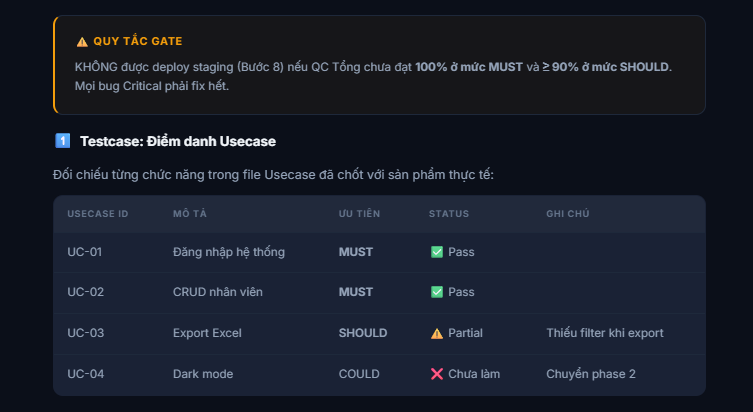 ⚠️ QUY TẮC GATE
KHÔNG được deploy staging (Bước 8) nếu QC Tổng chưa đạt 100% ở mức MUST và ≥ 90% ở mức SHOULD.
Mọi bug Critical phải fix hết.
1️⃣ Testcase: Điểm danh Usecase
Đối chiếu từng chức năng trong file Usecase đã chốt với sản phẩm thực tế:
USECASE ID MÔ TẢ ƯU TIÊN STATUS GHI CHÚ
UC-01 Đăng nhập hệ thống MUST ✅ Pass
UC-02 CRUD nhân viên MUST ✅ Pass
UC-03 Export Excel SHOULD ⚠️ Partial Thiếu filter khi export
UC-04 Dark mode COULD ❌ Chưa làm Chuyển phase 2